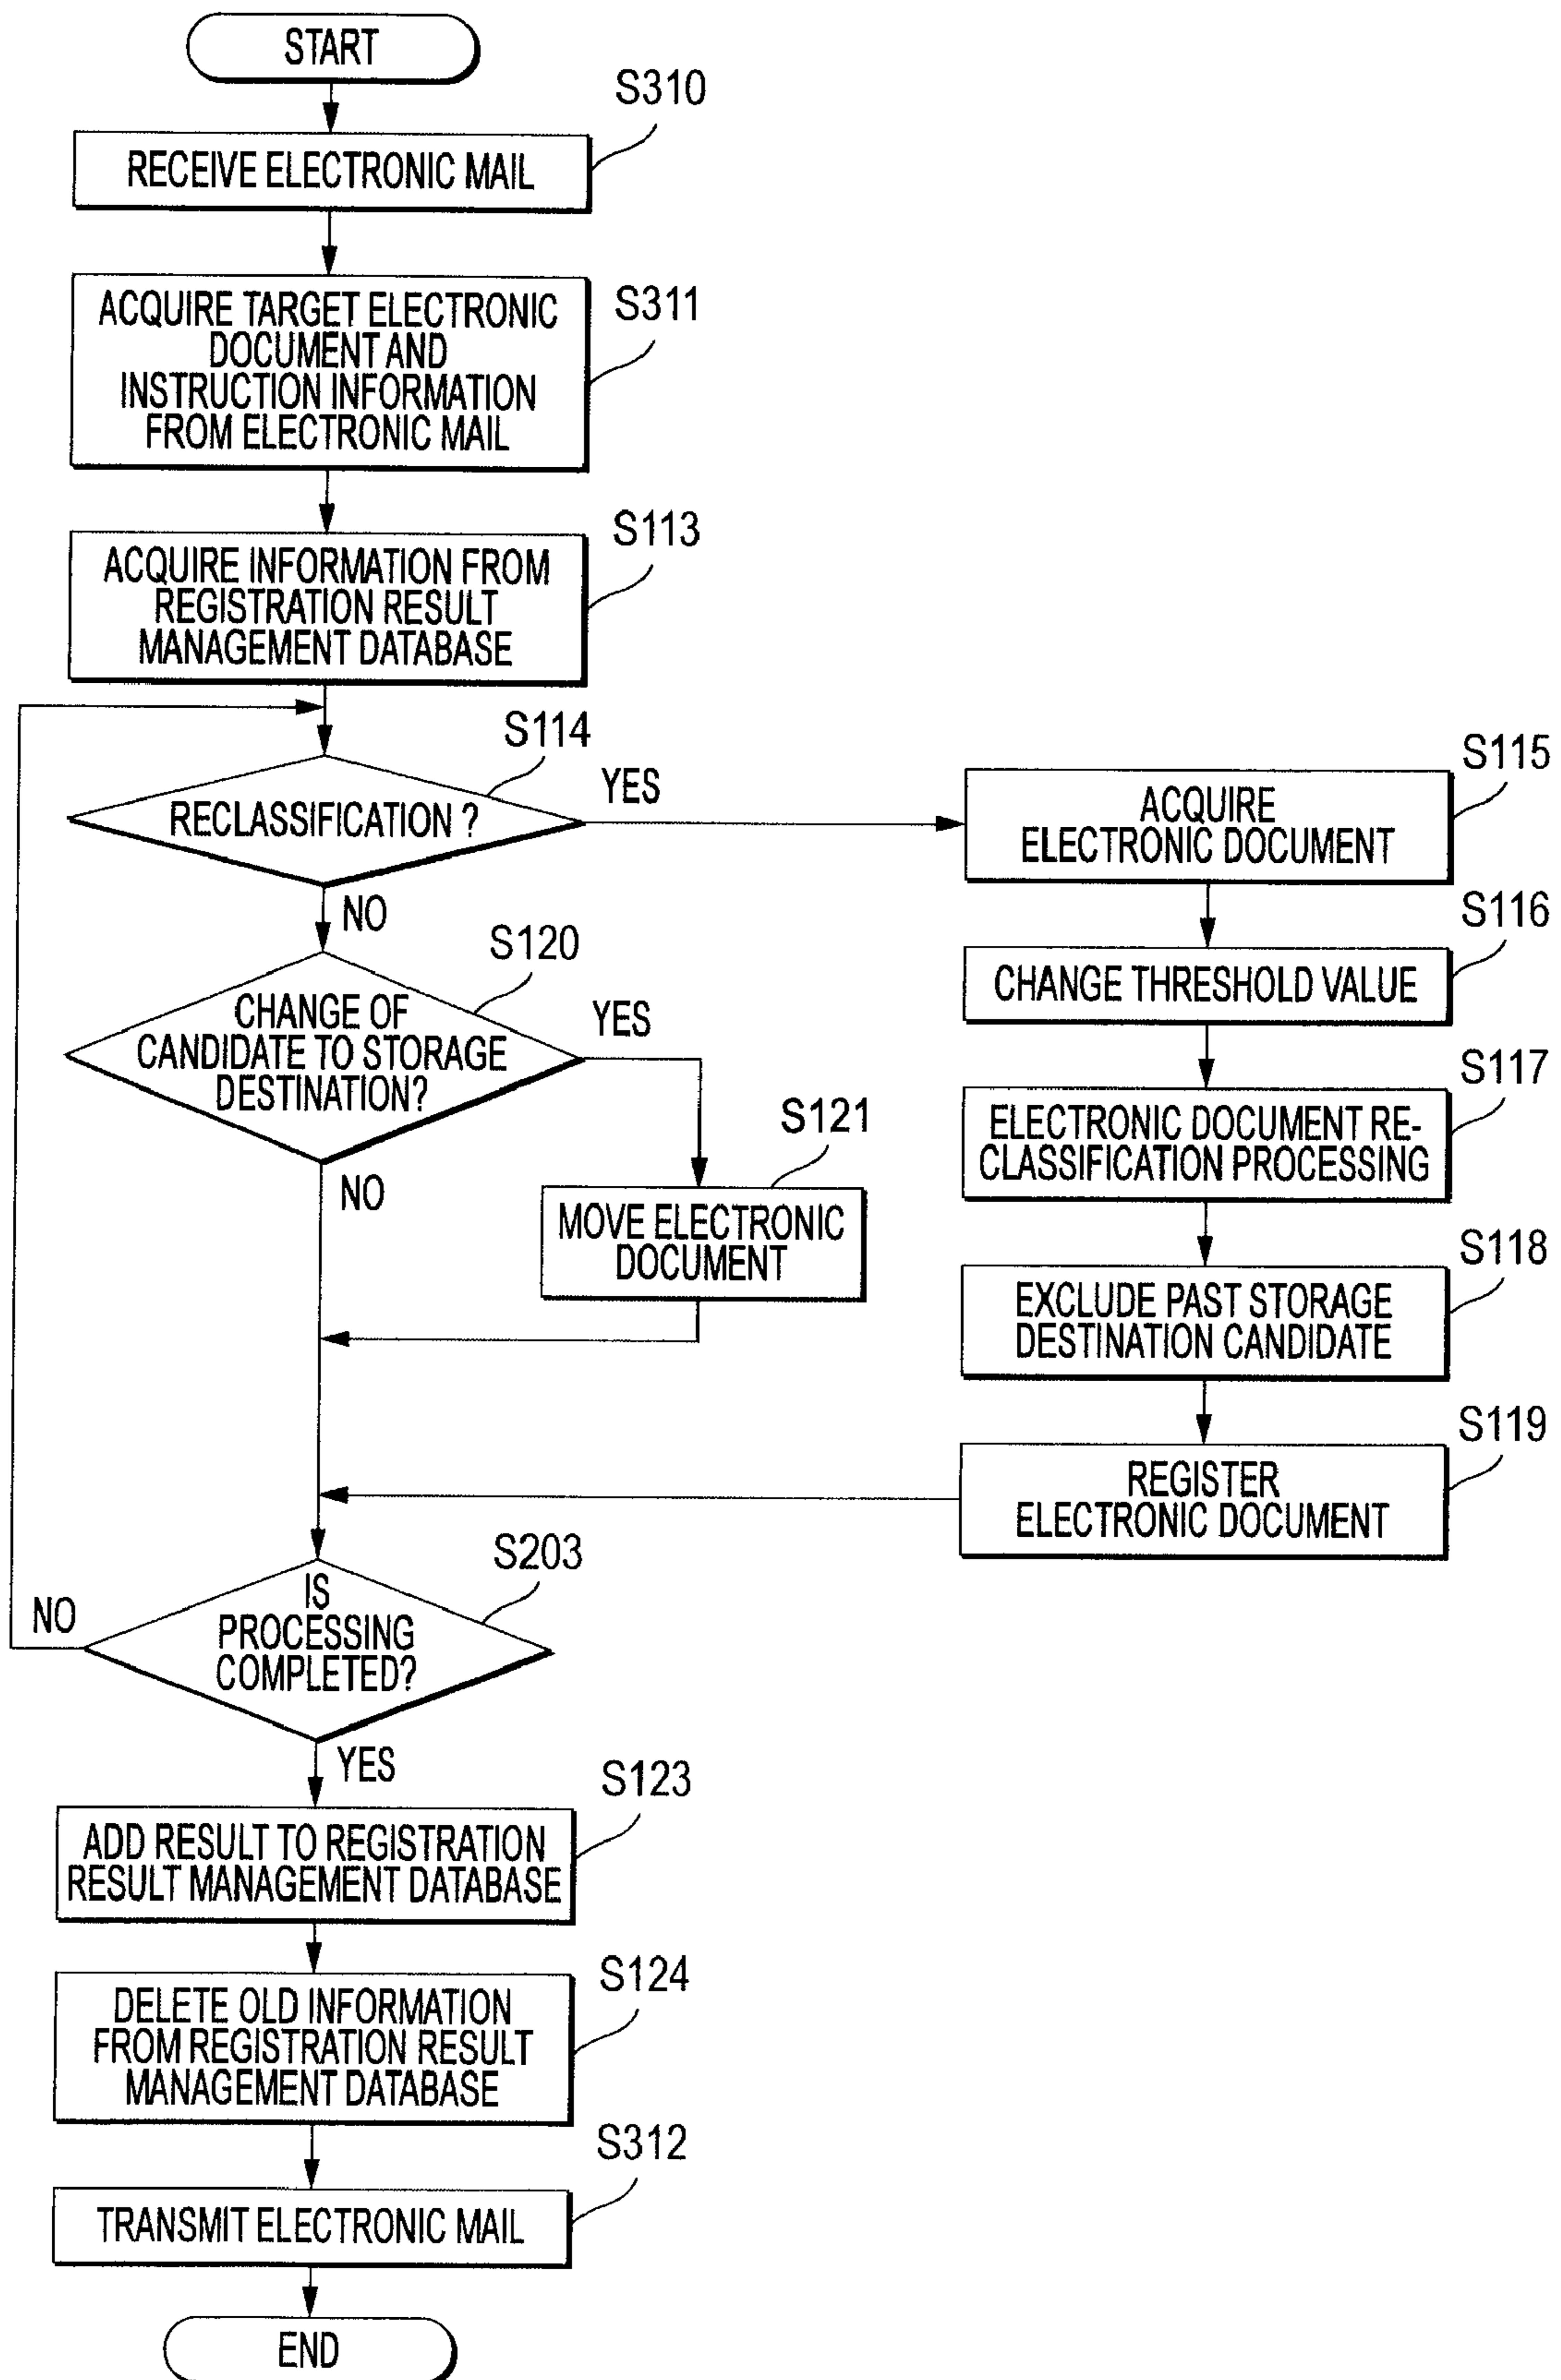 START
S310
RECEIVE ELECTRONIC MAIL
S311
ACQUIRE TARGET ELECTRONIC
DOCUMENT AND
INSTRUCTION INFORMATION
FROM ELECTRONIC MAIL
S113
ACQUIRE INFORMATION FROM
REGISTRATION RESULT
MANAGEMENT DATABASE
S114
RECLASSIFICATION ?
YES
NO
S115
ACQUIRE
ELECTRONIC DOCUMENT
S116
CHANGE THRESHOLD VALUE
S117
ELECTRONIC DOCUMENT RE-
CLASSIFICATION PROCESSING
S118
EXCLUDE PAST STORAGE
DESTINATION CANDIDATE
S119
REGISTER
ELECTRONIC DOCUMENT
S120
CHANGE OF
CANDIDATE TO STORAGE
DESTINATION?
YES
NO
S121
MOVE ELECTRONIC
DOCUMENT
S203
IS
PROCESSING
COMPLETED?
NO
YES
S123
ADD RESULT TO REGISTRATION
RESULT MANAGEMENT DATABASE
S124
DELETE OLD INFORMATION
FROM REGISTRATION RESULT
MANAGEMENT DATABASE
S312
TRANSMIT ELECTRONIC MAIL
END